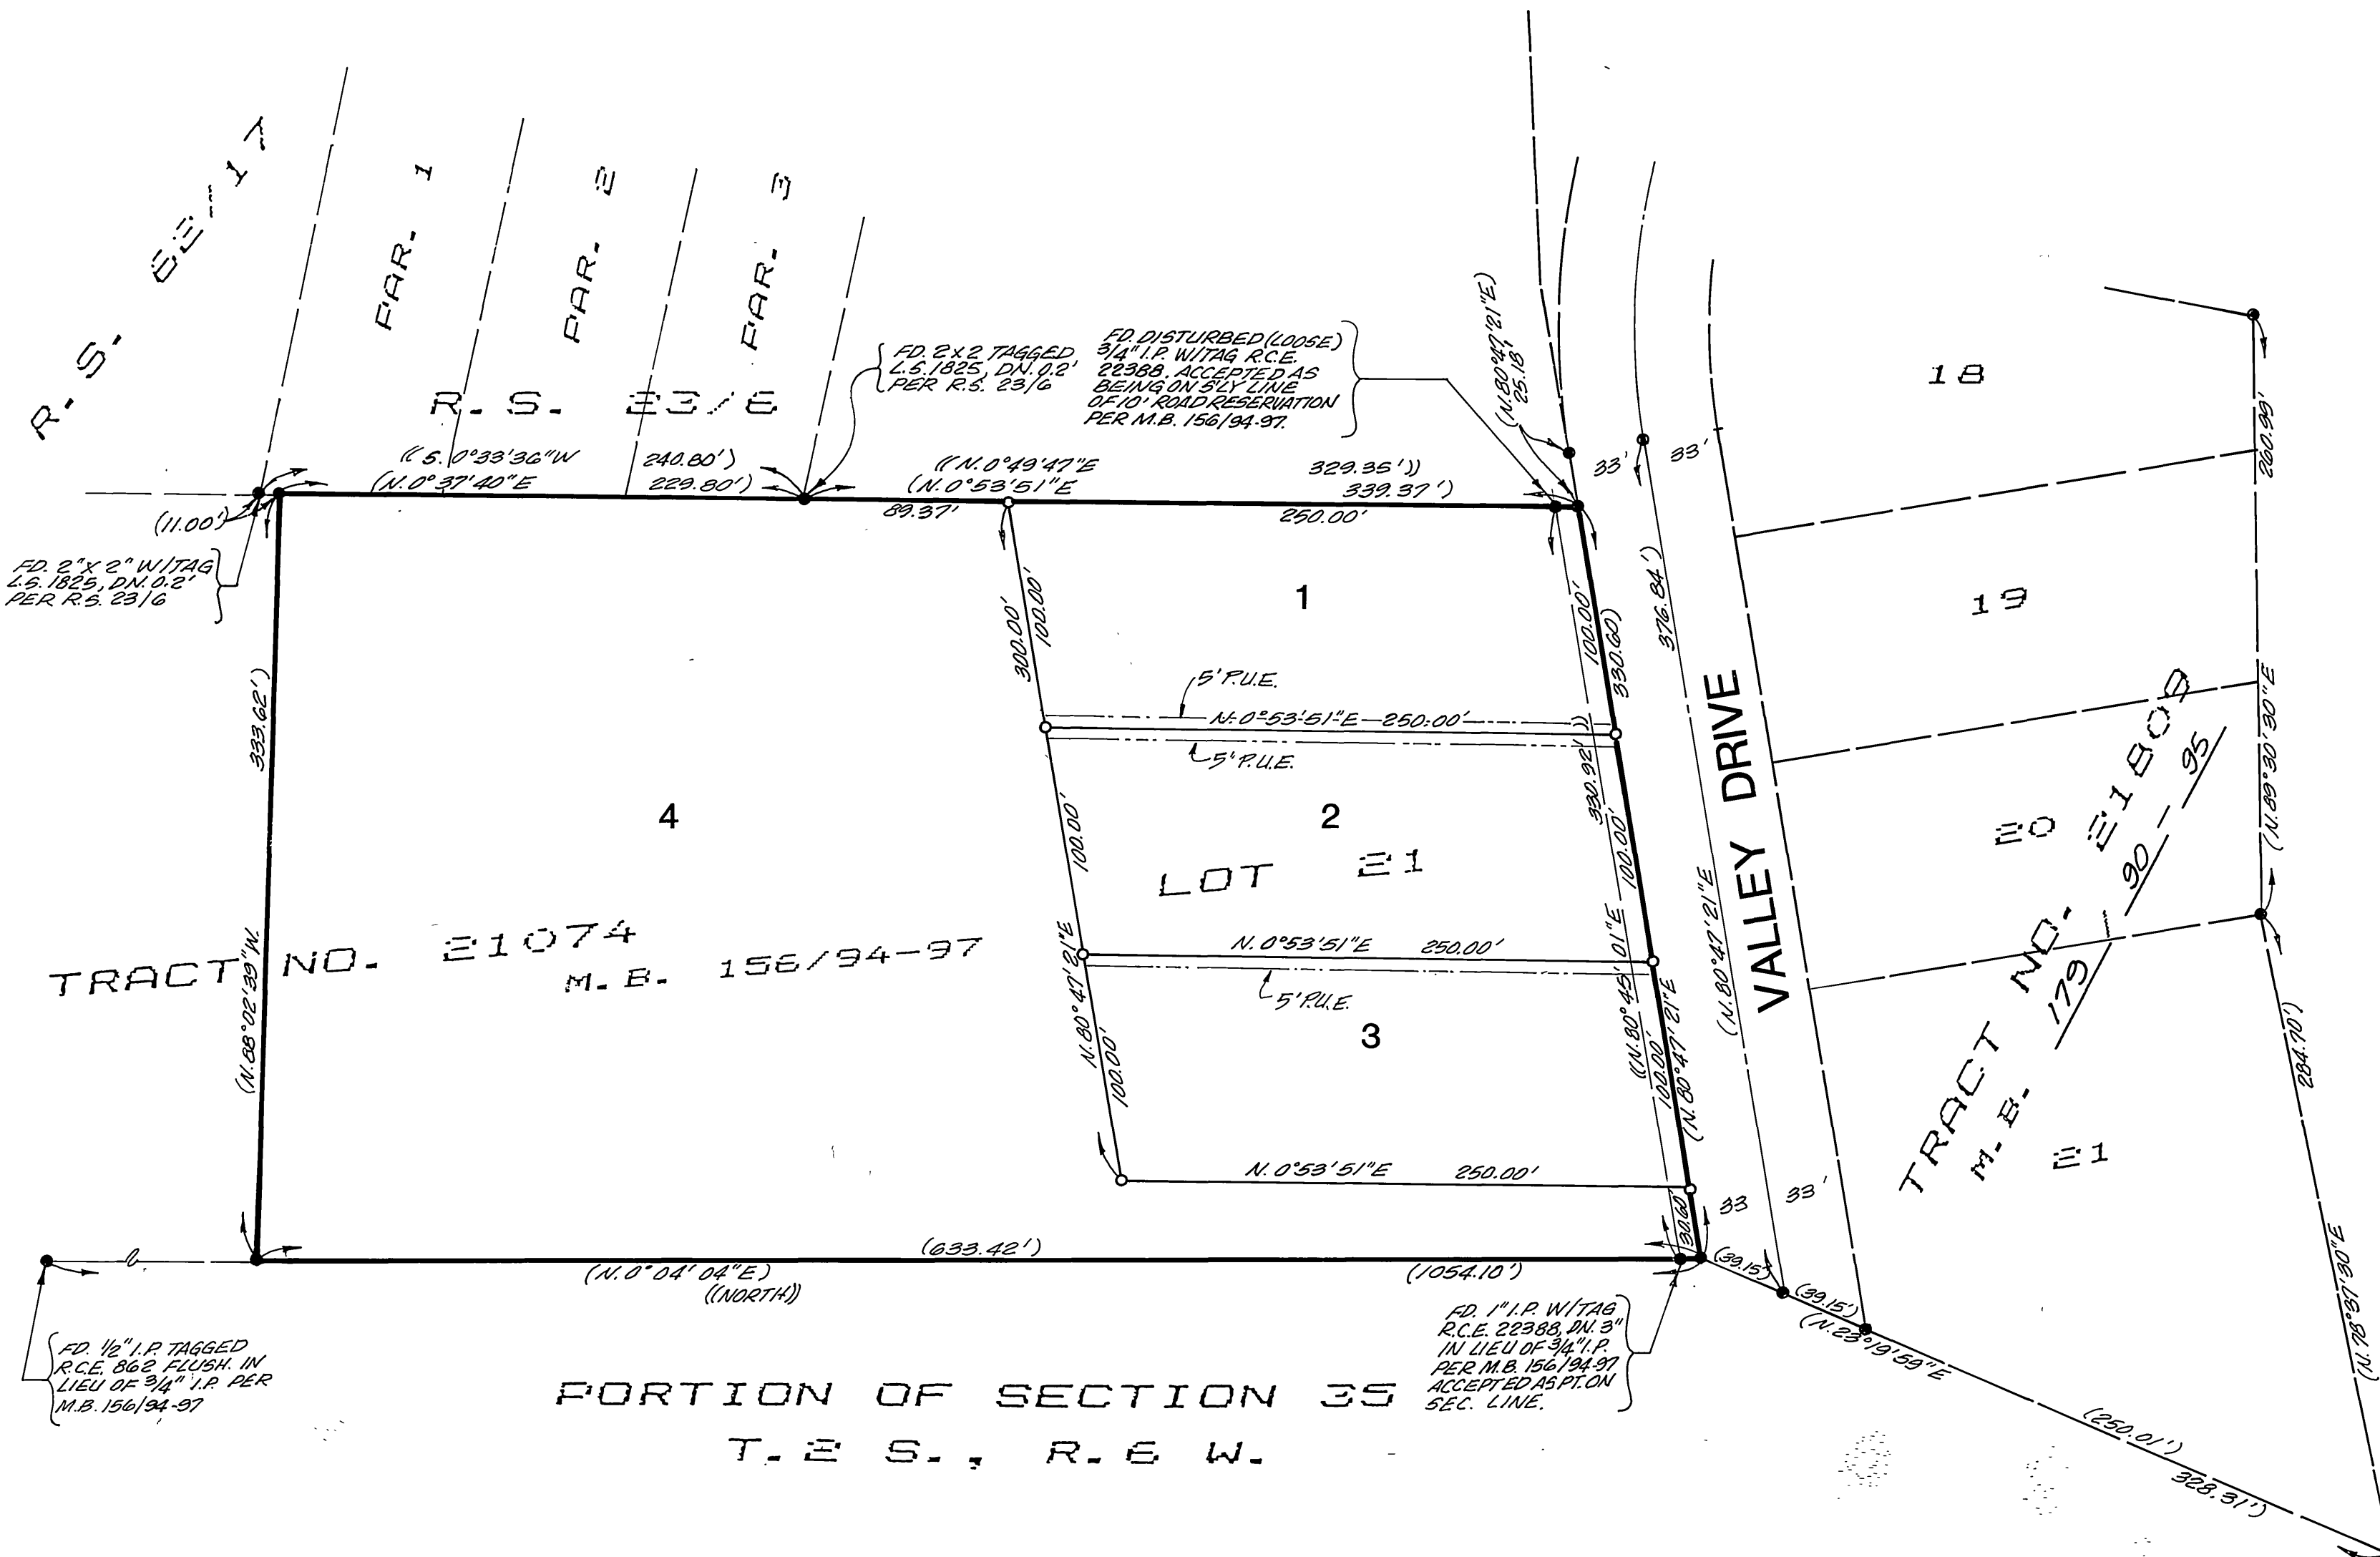 R. S. 68/17
PAR. 1
PAR. 2
PAR. 3
R. S. 23/6
FD. 2X2 TAGGED
L.S. 1825, DN. 0.2'
PER R.S. 23/6
FD. DISTURBED (LOOSE)
3/4" I.P. W/TAG R.C.E.
22388. ACCEPTED AS
BEING ON S'LY LINE
OF 10' ROAD RESERVATION
PER M.B. 156/94-97.
(N.80°47'21"E)
25.18'
18
260.99'
((S. 0°33'36"W 240.80')
(N.0°37'40"E 229.80')
((N.0°49'47"E 329.35'))
(N.0°53'51"E 339.37')
89.37'
250.00'
33'
33'
(11.00')
FD. 2"X 2" W/TAG
L.S. 1825, DN. 0.2'
PER R.S. 23/6
300.00'
100.00'
1
100.00'
330.60)
376.84')
19
333.62')
5' P.U.E.
N. 0°53'51"E 250.00'
5' P.U.E.
4
100.00'
2
LOT 21
330.92'))
100.00'
VALLEY DRIVE
20
(N.89°30'30"E
TRACT NO. 21809
M.B. 179 / 90 - 95
TRACT NO. 21074
M. B. 156/94-97
(N.88°02'39"W.
N.80°47'21"E
N. 0°53'51"E 250.00'
5' P.U.E.
((N.80°45'01"E
(N.80°47'21"E
3
100.00'
100.00'
(N.80°47'21"E
284.70')
21
N. 0°53'51"E 250.00'
30.60'
33
33'
(633.42')
(N. 0°04'04"E)
((NORTH))
(1054.10')
(39.15')
(39.15')
(N.23°19'59"E
(N.78°37'30"E
FD. 1/2" I.P. TAGGED
R.C.E. 862 FLUSH. IN
LIEU OF 3/4" I.P. PER
M.B. 156/94-97
FD. 1" I.P. W/TAG
R.C.E. 22388, DN. 3"
IN LIEU OF 3/4" I.P.
PER M.B. 156/94-97
ACCEPTED AS PT. ON
SEC. LINE.
PORTION OF SECTION 35
T. 2 S., R. 6 W.
(250.01')
328.31')